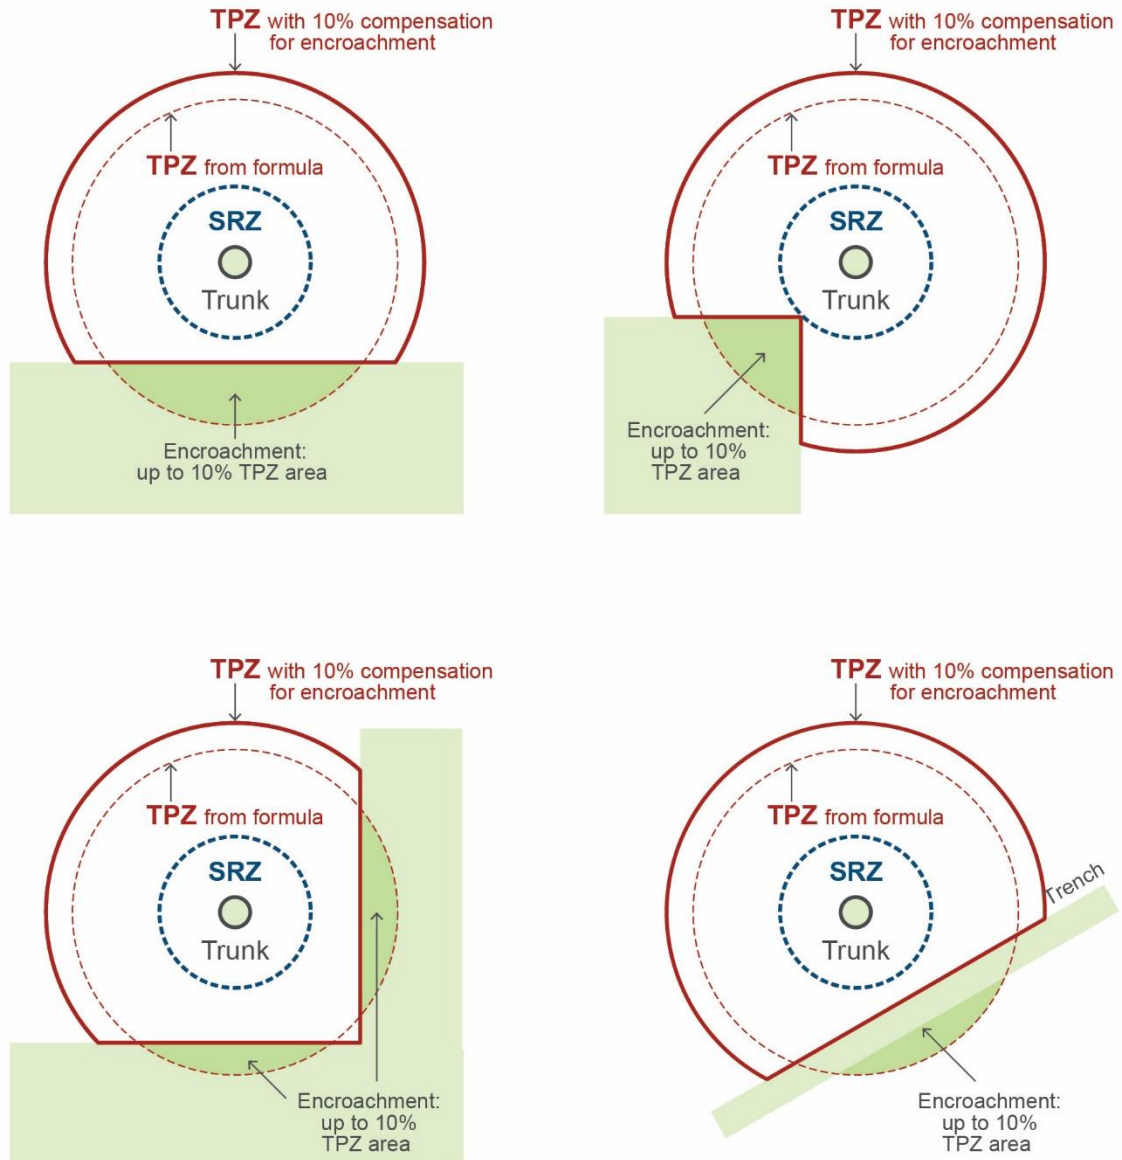 TPZ with 10% compensation
for encroachment
TPZ from formula
SRZ
Trunk
Encroachment:
up to 10% TPZ area
TPZ with 10% compensation
for encroachment
TPZ from formula
SRZ
Trunk
Encroachment:
up to 10%
TPZ area
TPZ with 10% compensation
for encroachment
TPZ from formula
SRZ
Trunk
Encroachment:
up to 10%
TPZ area
TPZ with 10% compensation
for encroachment
TPZ from formula
SRZ
Trunk
Trench
Encroachment:
up to 10%
TPZ area